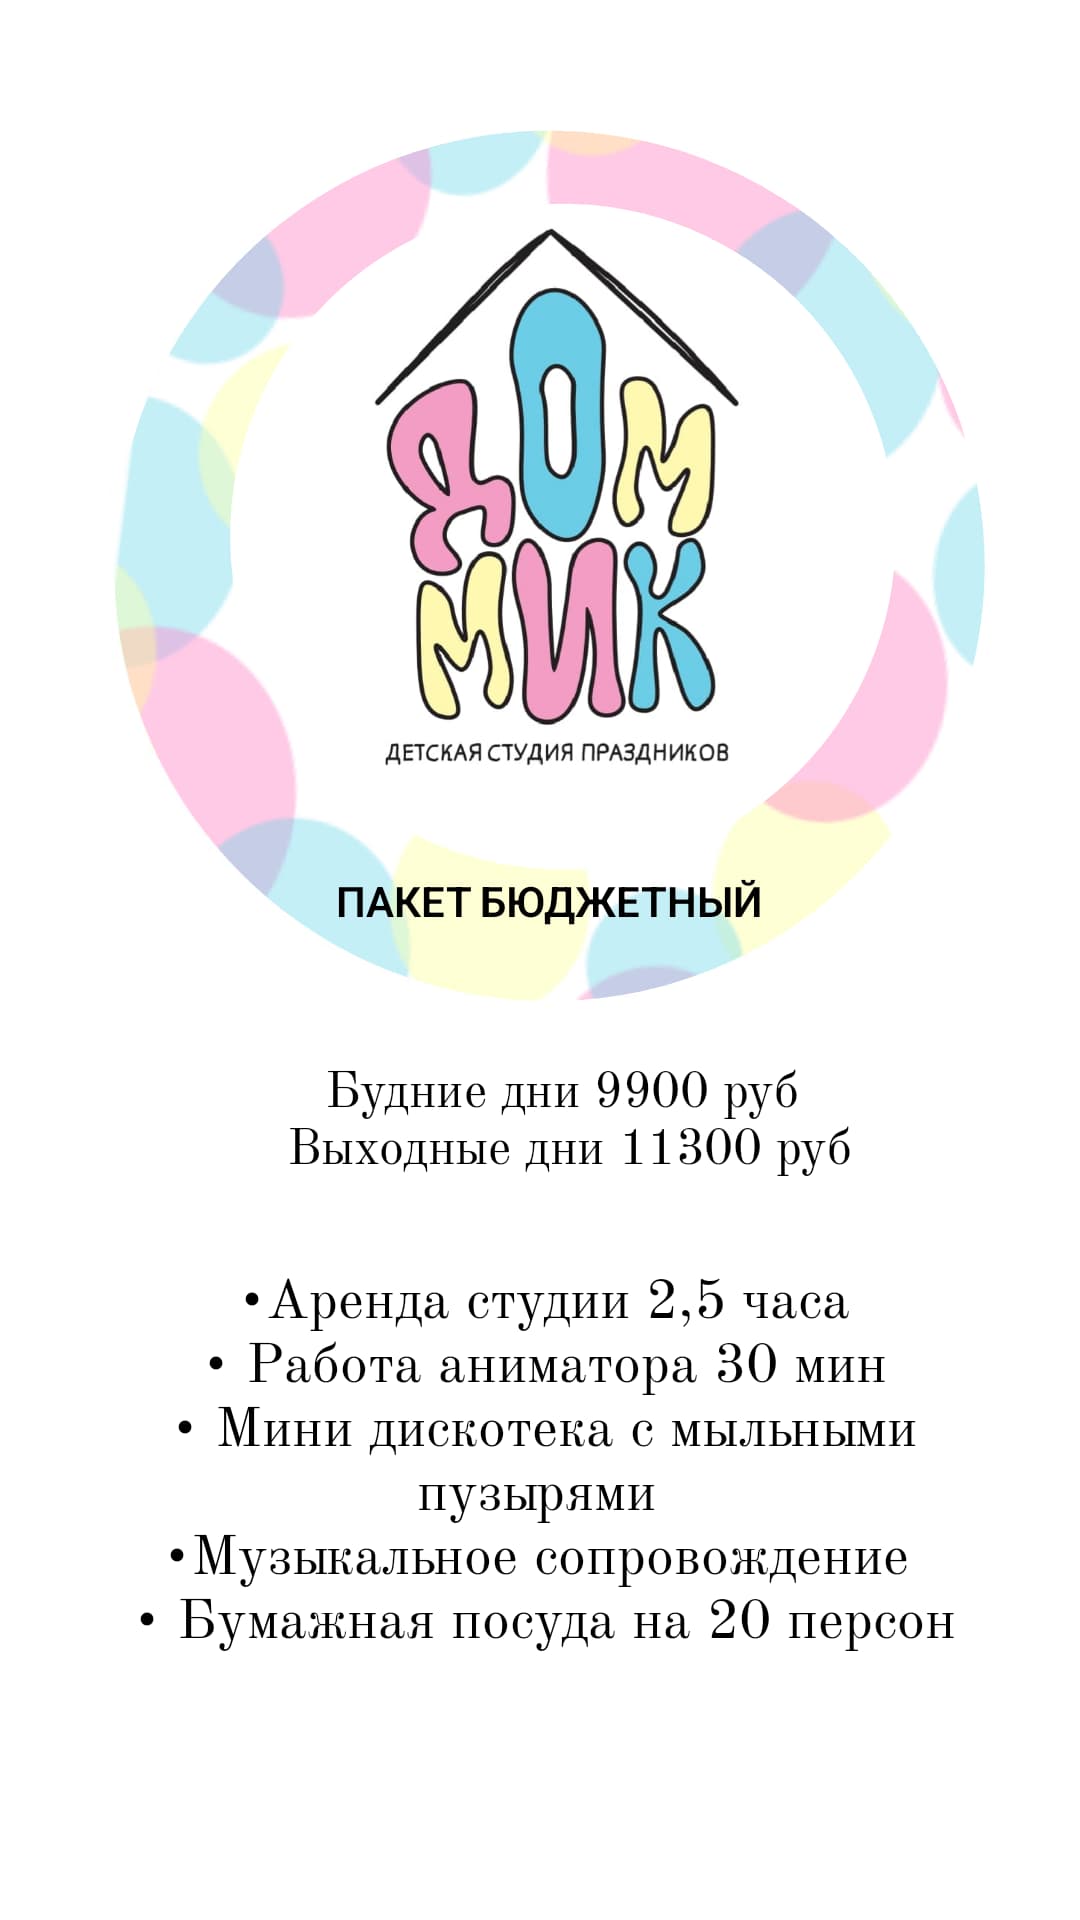 ДОМ
МИК
ДЕТСКАЯ СТУДИЯ ПРАЗДНИКОВ
ПАКЕТ БЮДЖЕТНЫЙ
Будние дни 9900 руб
Выходные дни 11300 руб
•Аренда студии 2,5 часа
• Работа аниматора 30 мин
• Мини дискотека с мыльными
пузырями
•Музыкальное сопровождение
• Бумажная посуда на 20 персон